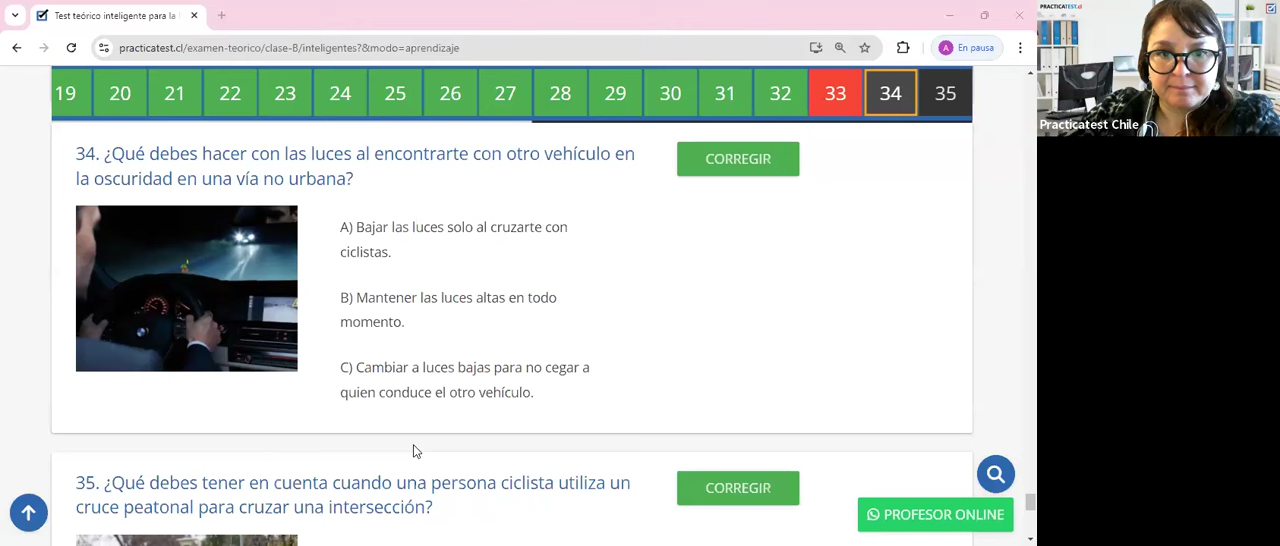 Test teórico inteligente para la
practicatest.cl/examen-teorico/clase-B/inteligentes?&modo=aprendizaje
A
En pausa
PRACTICATEST.cl
Practicatest Chile
19 20 21 22 23 24 25 26 27 28 29 30 31 32 33 34 35
34. ¿Qué debes hacer con las luces al encontrarte con otro vehículo en
la oscuridad en una vía no urbana?
CORREGIR
A) Bajar las luces solo al cruzarte con
ciclistas.
B) Mantener las luces altas en todo
momento.
C) Cambiar a luces bajas para no cegar a
quien conduce el otro vehículo.
35. ¿Qué debes tener en cuenta cuando una persona ciclista utiliza un
cruce peatonal para cruzar una intersección?
CORREGIR
PROFESOR ONLINE